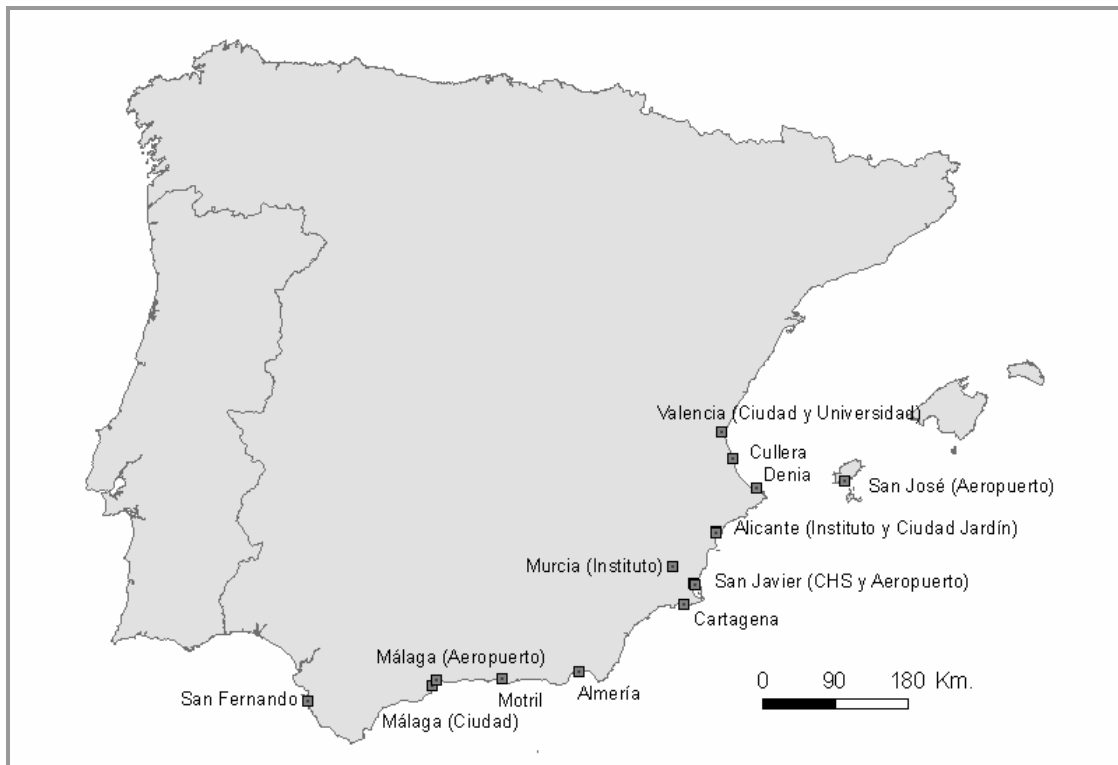 Valencia (Ciudad y Universidad)
Cullera
Denia
San José (Aeropuerto)
Alicante (Instituto y Ciudad Jardín)
Murcia (Instituto)
San Javier (CHS y Aeropuerto)
Cartagena
Málaga (Aeropuerto)
San Fernando
Motril
Almería
Málaga (Ciudad)
0 90 180 Km.